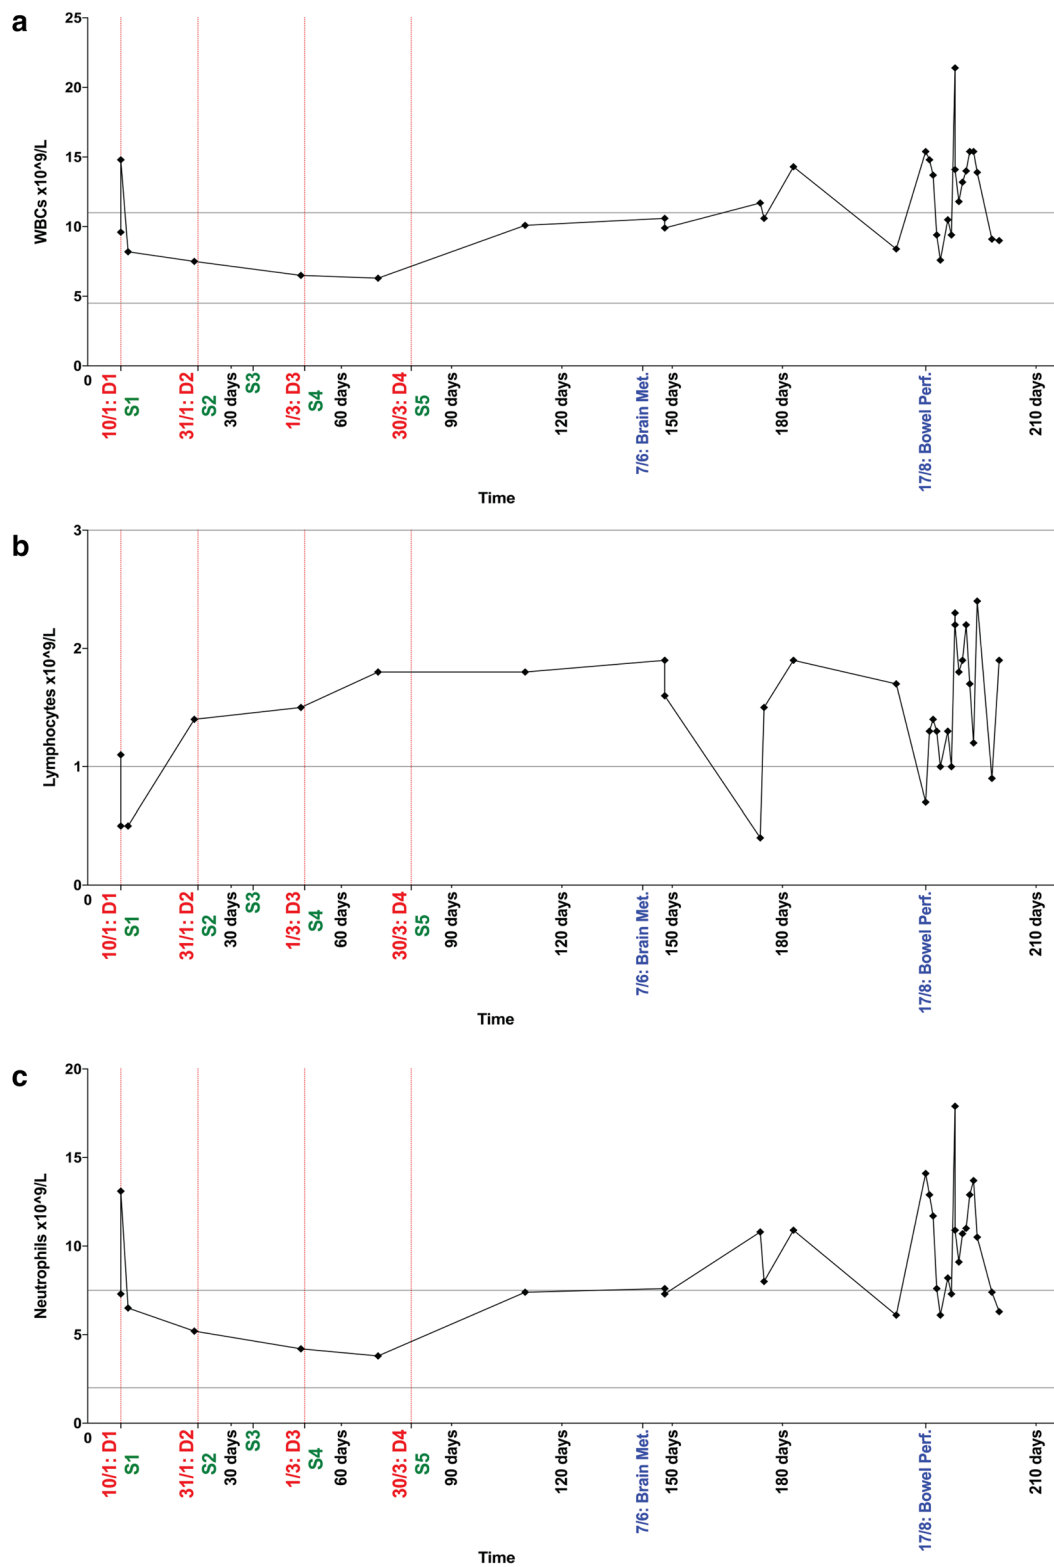 a
25
20
15
10
5
0
WBCs x10^9/L
0
10/1: D1
S1
31/1: D2
S2
30 days
S3
1/3: D3
S4
60 days
30/3: D4
S5
90 days
120 days
7/6: Brain Met.
150 days
180 days
17/8: Bowel Perf.
210 days
Time
b
3
2
1
0
Lymphocytes x10^9/L
0
10/1: D1
S1
31/1: D2
S2
30 days
S3
1/3: D3
S4
60 days
30/3: D4
S5
90 days
120 days
7/6: Brain Met.
150 days
180 days
17/8: Bowel Perf.
210 days
Time
c
20
15
10
5
0
Neutrophils x10^9/L
0
10/1: D1
S1
31/1: D2
S2
30 days
S3
1/3: D3
S4
60 days
30/3: D4
S5
90 days
120 days
7/6: Brain Met.
150 days
180 days
17/8: Bowel Perf.
210 days
Time